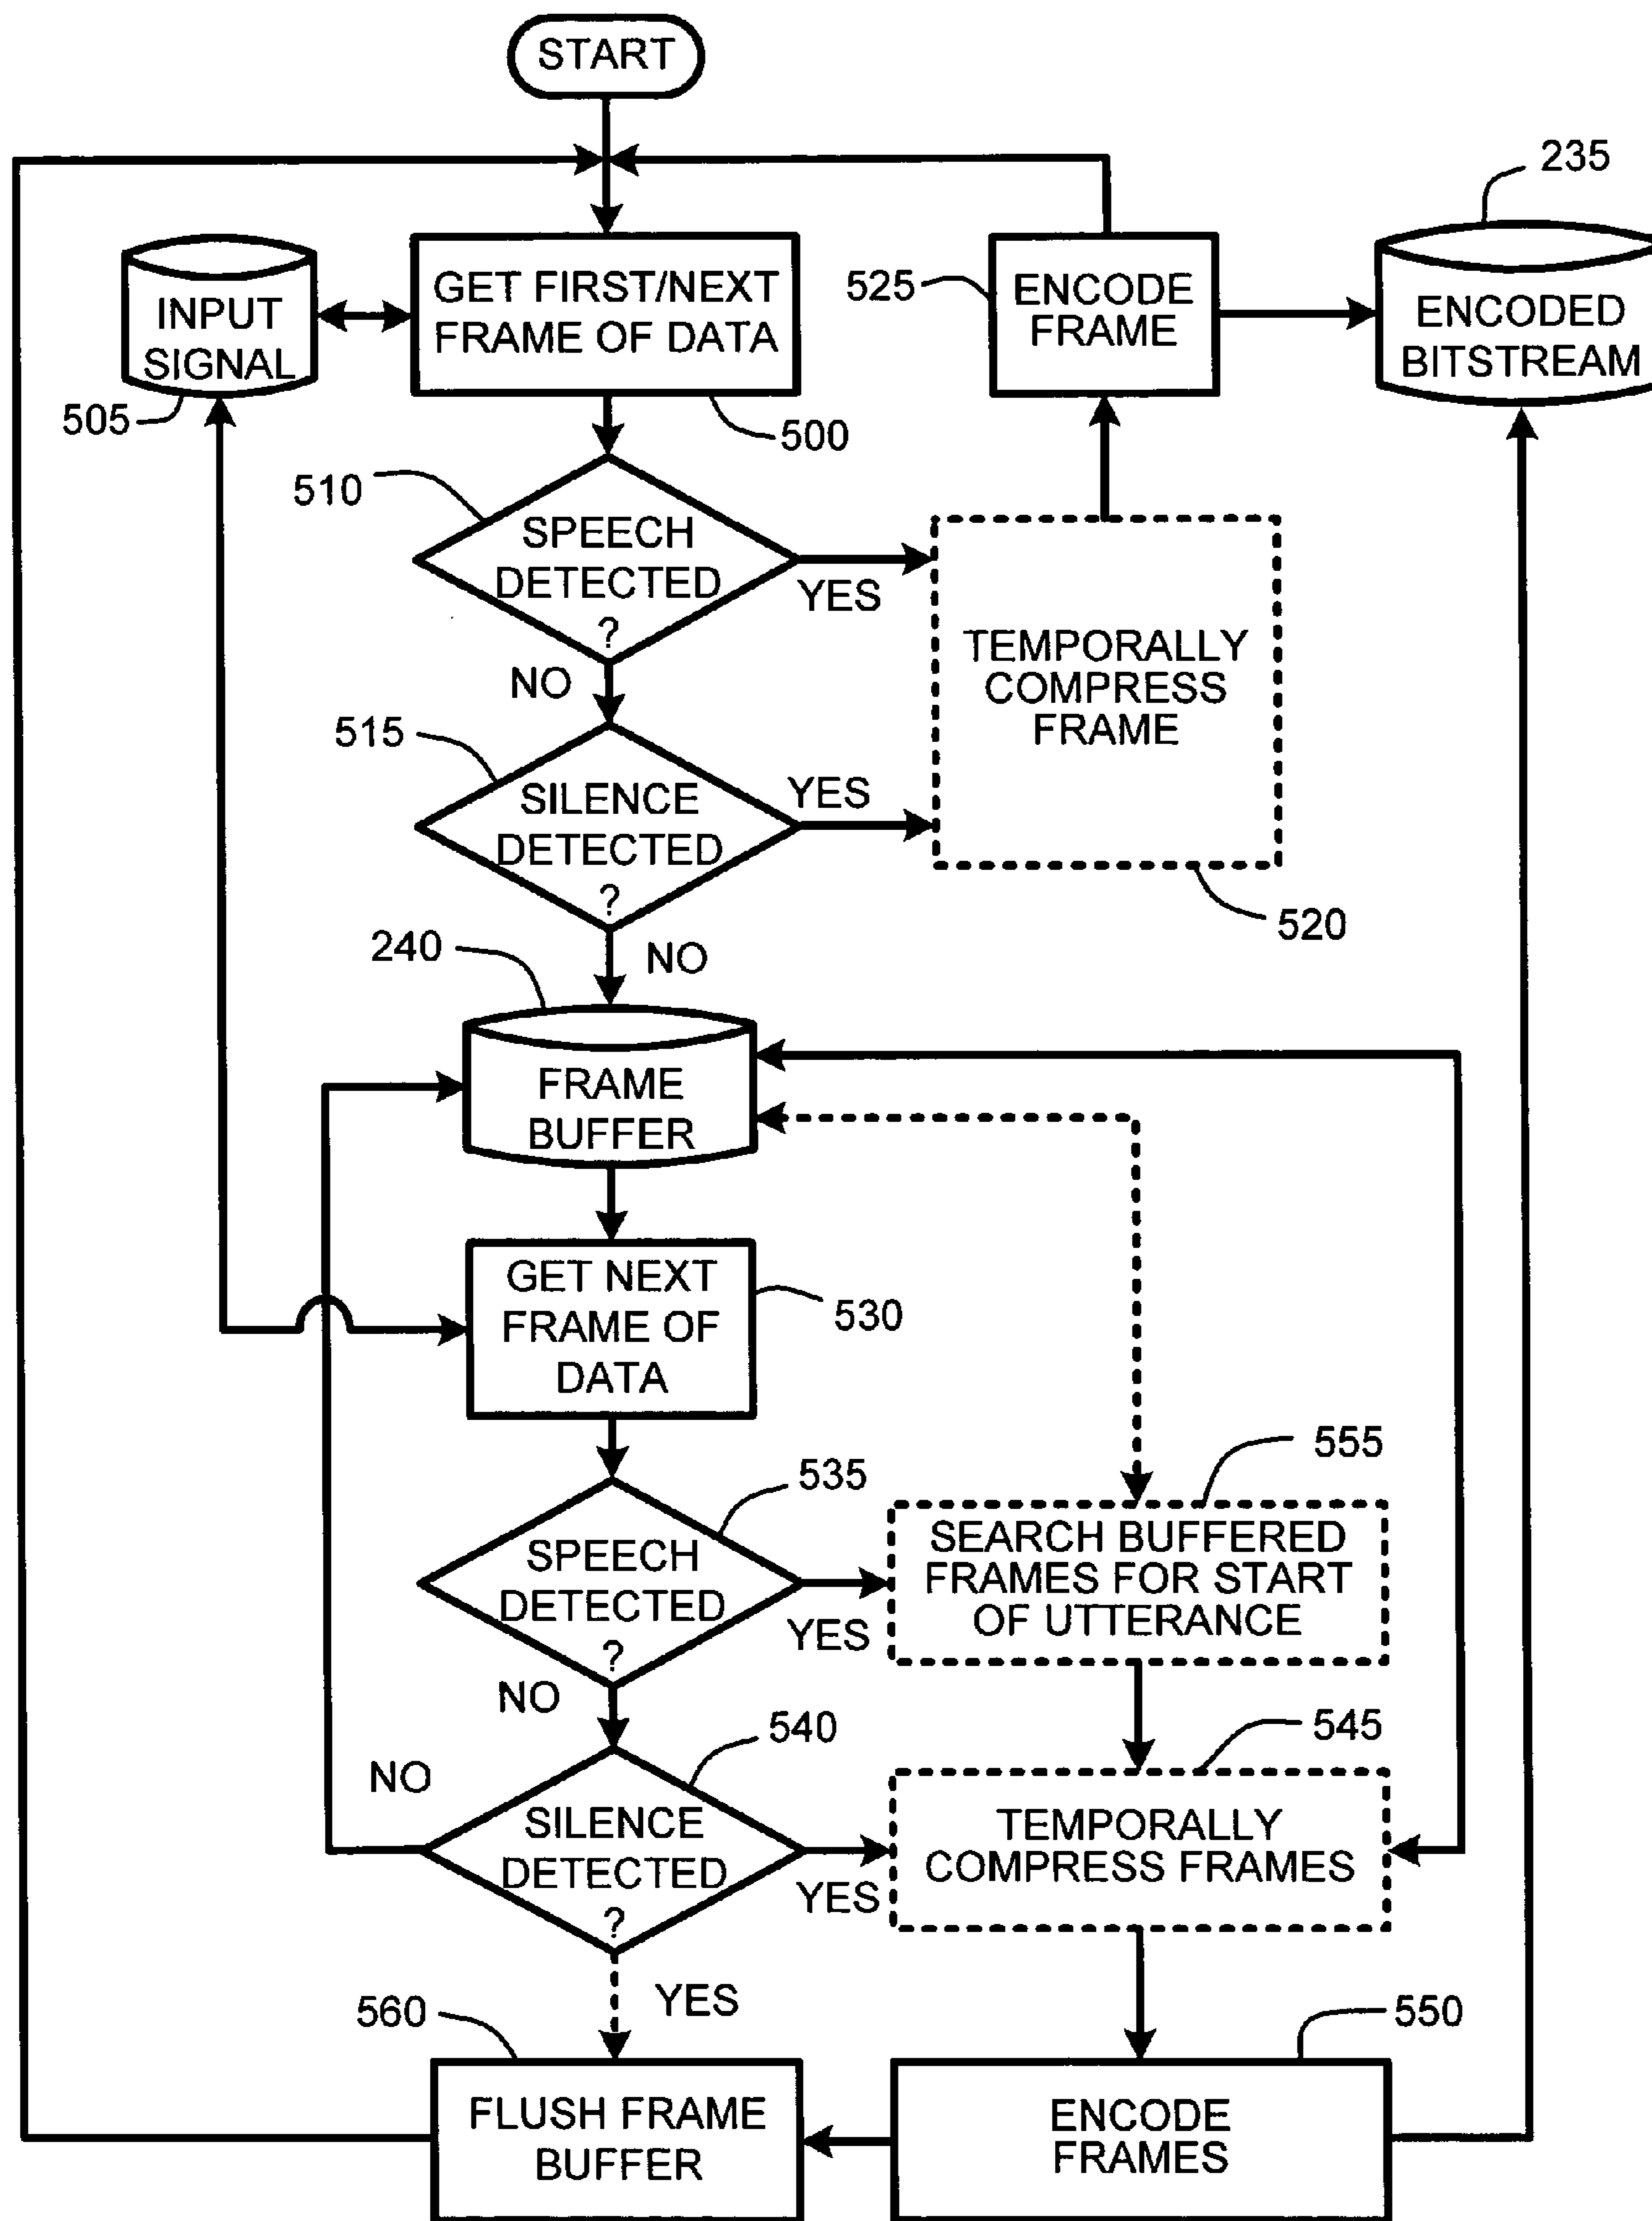 START
235
INPUT
SIGNAL
505
GET FIRST/NEXT
FRAME OF DATA
500
525
ENCODE
FRAME
ENCODED
BITSTREAM
510
SPEECH
DETECTED
?
YES
NO
TEMPORALLY
COMPRESS
FRAME
520
515
SILENCE
DETECTED
?
YES
NO
240
FRAME
BUFFER
GET NEXT
FRAME OF
DATA
530
535
SPEECH
DETECTED
?
YES
NO
555
SEARCH BUFFERED
FRAMES FOR START
OF UTTERANCE
540
SILENCE
DETECTED
?
NO
YES
YES
545
TEMPORALLY
COMPRESS FRAMES
560
FLUSH FRAME
BUFFER
550
ENCODE
FRAMES